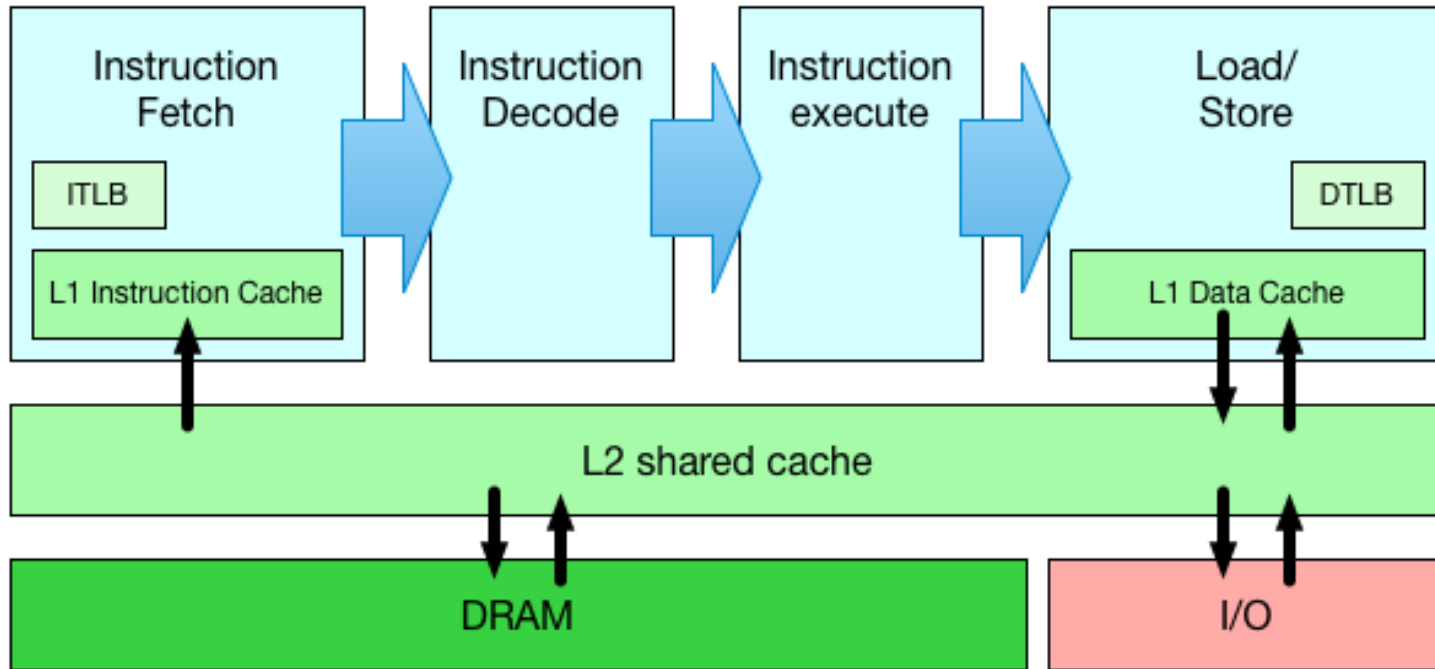 Instruction
Fetch
Instruction
Decode
Instruction
execute
Load/
Store
ITLB
DTLB
L1 Instruction Cache
L1 Data Cache
L2 shared cache
DRAM
I/O